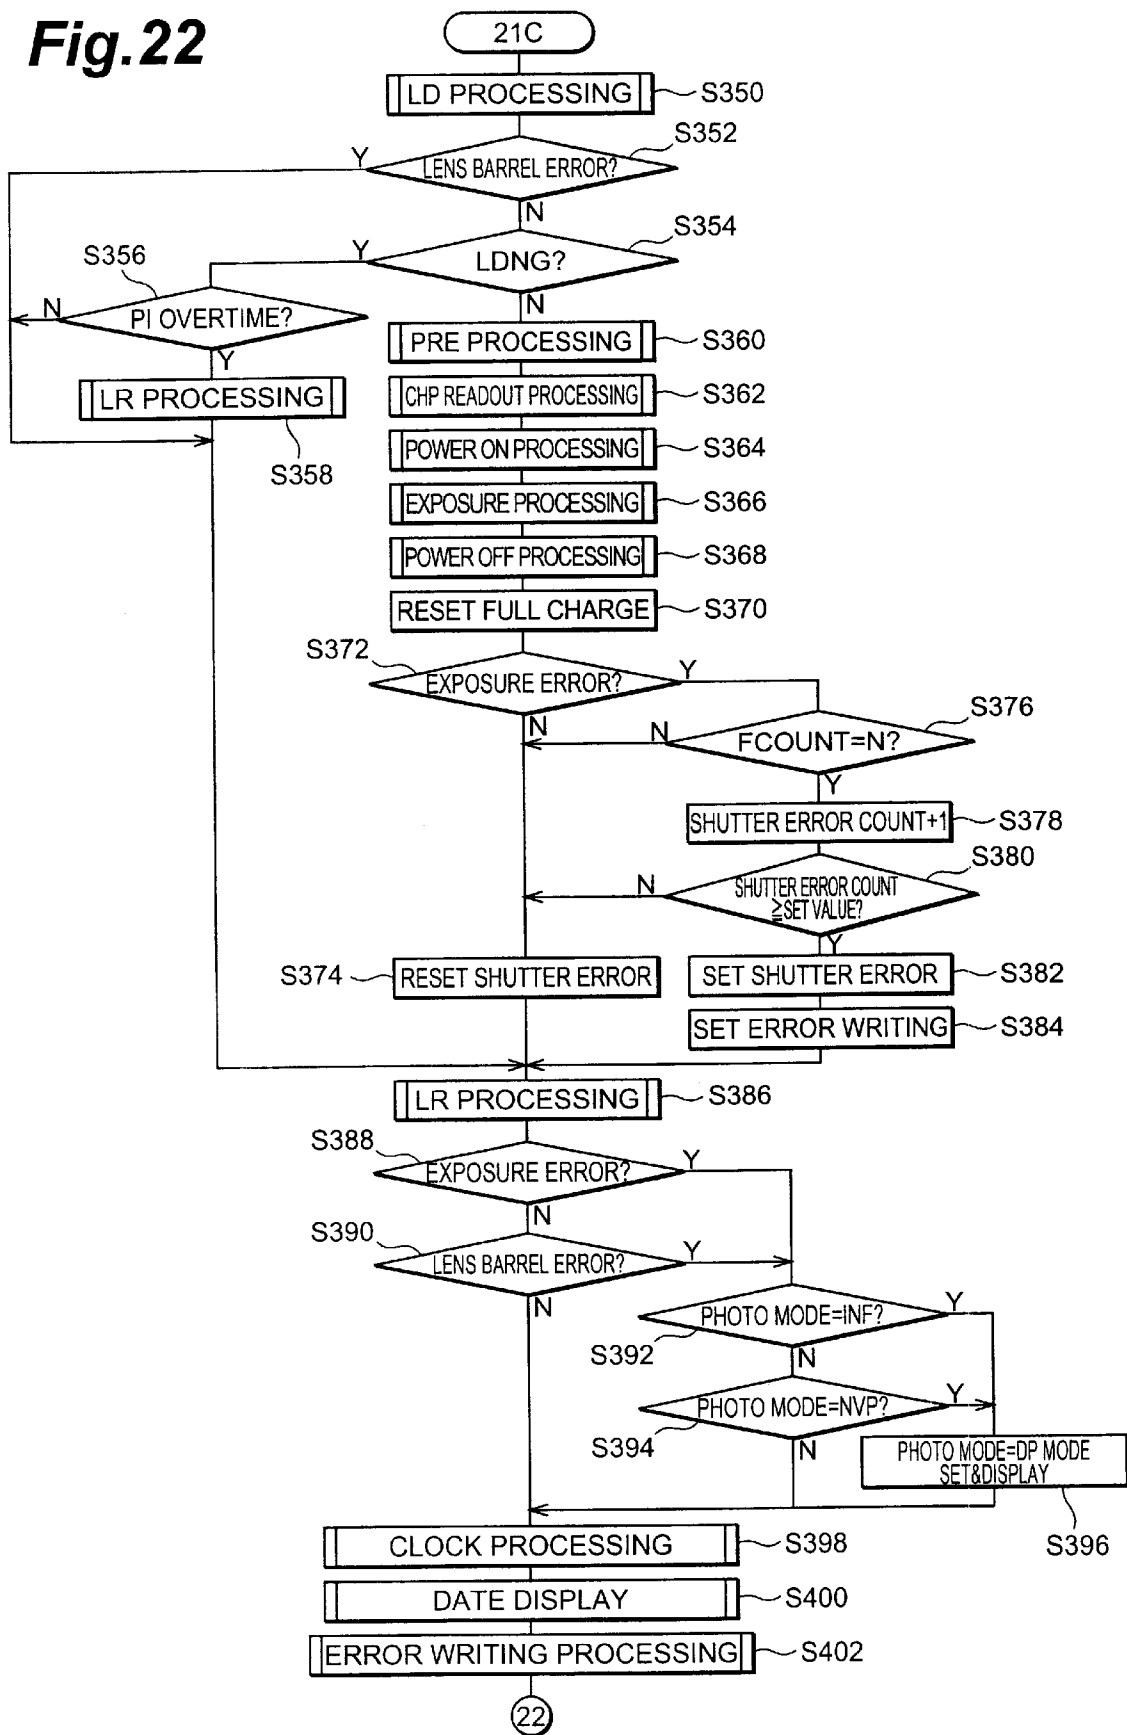 Fig.22
21C
LD PROCESSING
S350
S352
Y
LENS BARREL ERROR?
N
S354
Y
LDNG?
S356
N
PI OVERTIME?
N
Y
PRE PROCESSING
S360
LR PROCESSING
CHP READOUT PROCESSING
S362
S358
POWER ON PROCESSING
S364
EXPOSURE PROCESSING
S366
POWER OFF PROCESSING
S368
RESET FULL CHARGE
S370
S372
EXPOSURE ERROR?
Y
N
S376
N
FCOUNT=N?
Y
SHUTTER ERROR COUNT+1
S378
S380
N
SHUTTER ERROR COUNT
≧SET VALUE?
Y
S374
RESET SHUTTER ERROR
SET SHUTTER ERROR
S382
SET ERROR WRITING
S384
LR PROCESSING
S386
S388
EXPOSURE ERROR?
Y
N
S390
LENS BARREL ERROR?
Y
N
PHOTO MODE=INF?
Y
S392
N
PHOTO MODE=NVP?
Y
S394
N
PHOTO MODE=DP MODE
SET&DISPLAY
S396
CLOCK PROCESSING
S398
DATE DISPLAY
S400
ERROR WRITING PROCESSING
S402
22